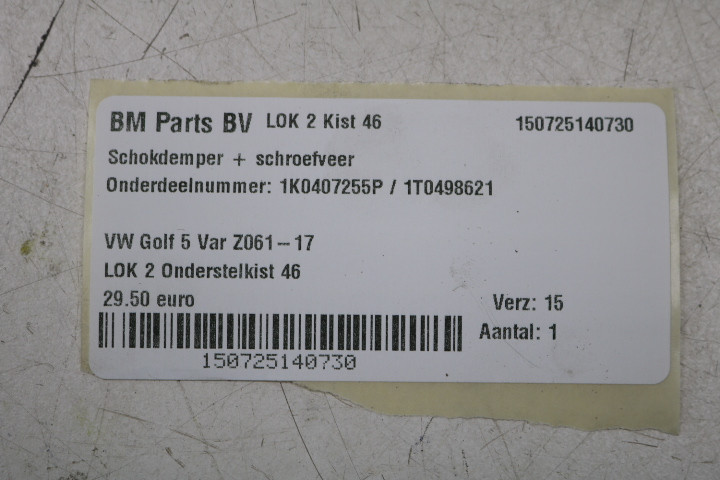 BM Parts BV LOK 2 Kist 46 150725140730
Schokdemper + schroefveer
Onderdeelnummer: 1K0407255P / 1T0498621
VW Golf 5 Var Z061-17
LOK 2 Onderstelkist 46
29.50 euro Verz: 15
Aantal: 1
150725140730